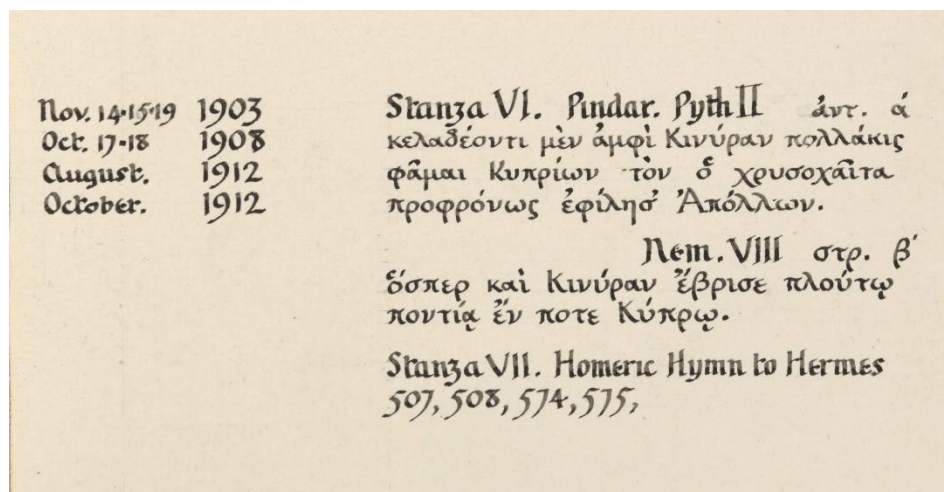 Nov. 14·15·19 1903
Oct. 17-18 1908
August. 1912
October. 1912
Stanza VI. Pindar. Pyth II ἀντ. ά
κελαδέοντι μὲν ἀμφὶ Κινύραν πολλάκις
φᾶμαι Κυπρίων τὸν ὅ χρυσοχαῖτα
προφρόνως ἐφίλησ' Ἀπόλλων.
Nem. VIII στρ. β'
ὅσπερ καὶ Κινύραν ἔβρισε πλούτῳ
ποντίᾳ ἔν ποτε Κύπρῳ.
Stanza VII. Homeric Hymn to Hermes
507, 508, 574, 575,